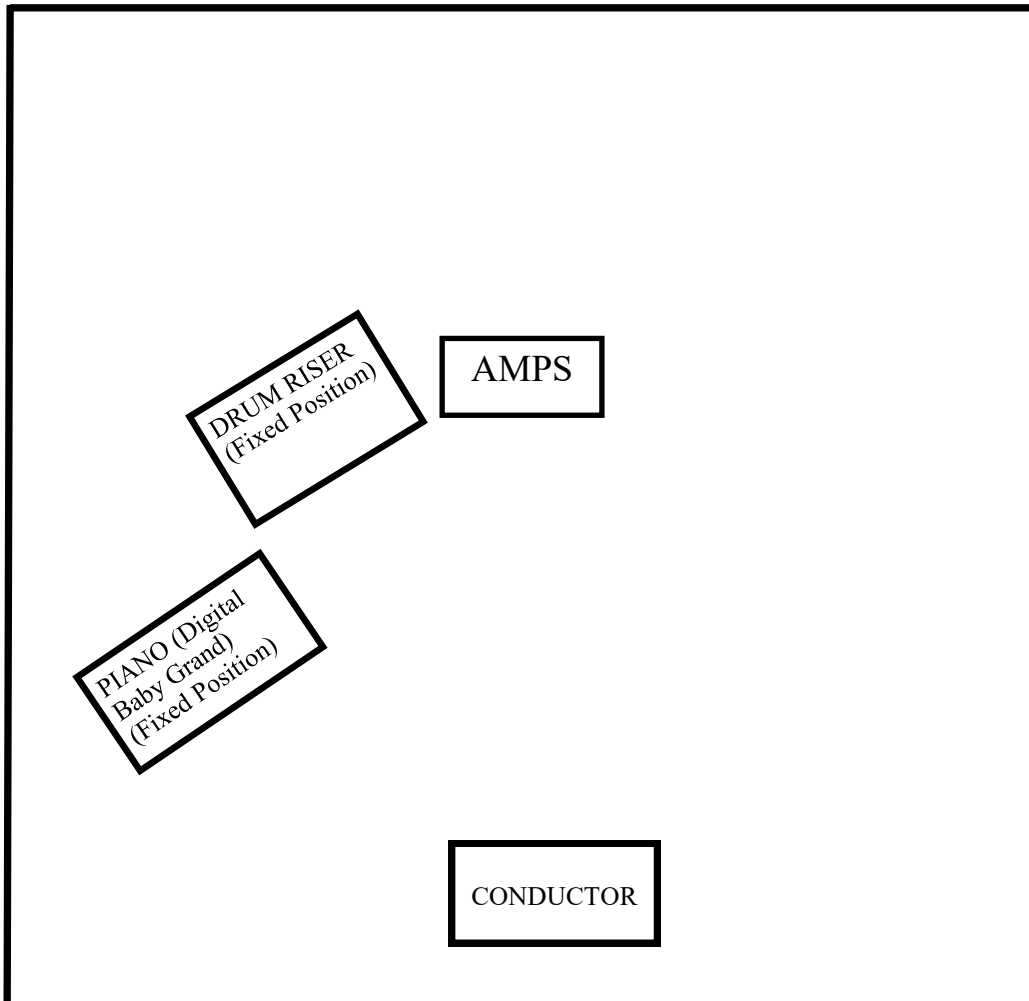 DRUM RISER
(Fixed Position)
AMPS
PIANO (Digital
Baby Grand)
(Fixed Position)
CONDUCTOR